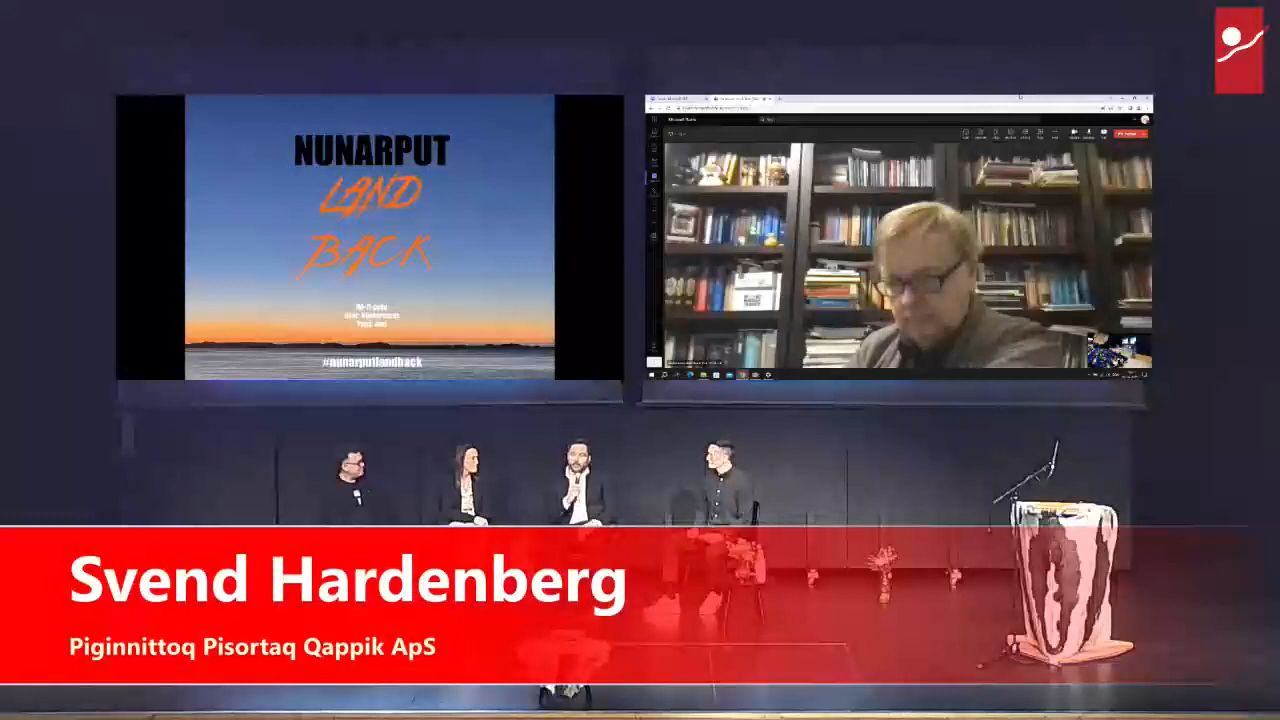 NUNARPUT
LAND
BACK
#nunarputlandback
Svend Hardenberg
Piginnittoq Pisortaq Qappik ApS